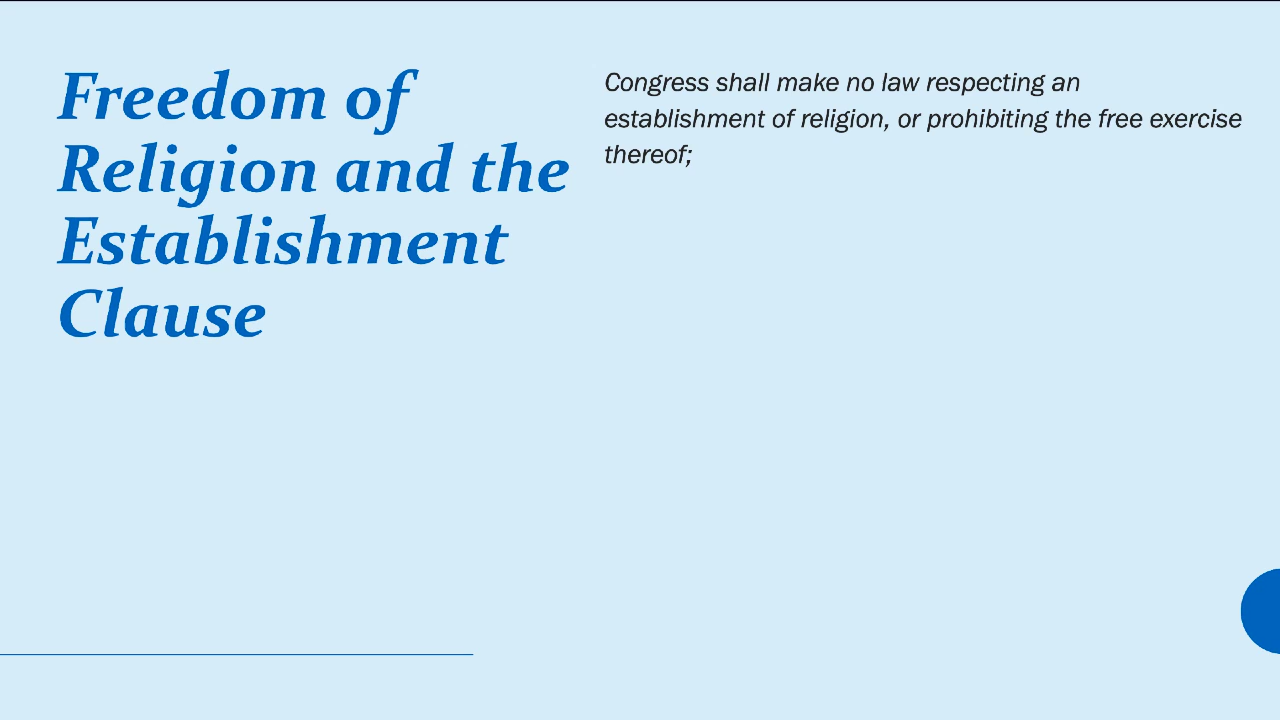 Freedom of
Religion and the
Establishment
Clause
Congress shall make no law respecting an
establishment of religion, or prohibiting the free exercise
thereof;